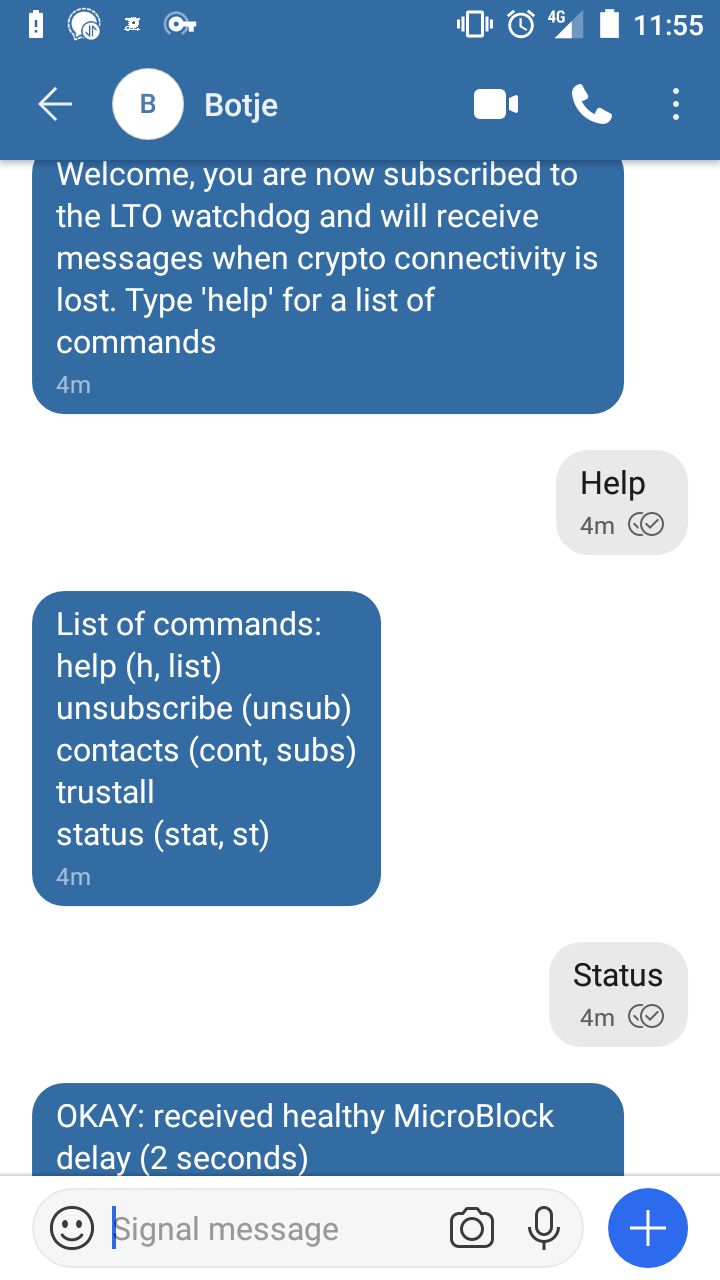 4G 11:55
B Botje
Welcome, you are now subscribed to
the LTO watchdog and will receive
messages when crypto connectivity is
lost. Type 'help' for a list of
commands
4m
Help
4m
List of commands:
help (h, list)
unsubscribe (unsub)
contacts (cont, subs)
trustall
status (stat, st)
4m
Status
4m
OKAY: received healthy MicroBlock
delay (2 seconds)
Signal message